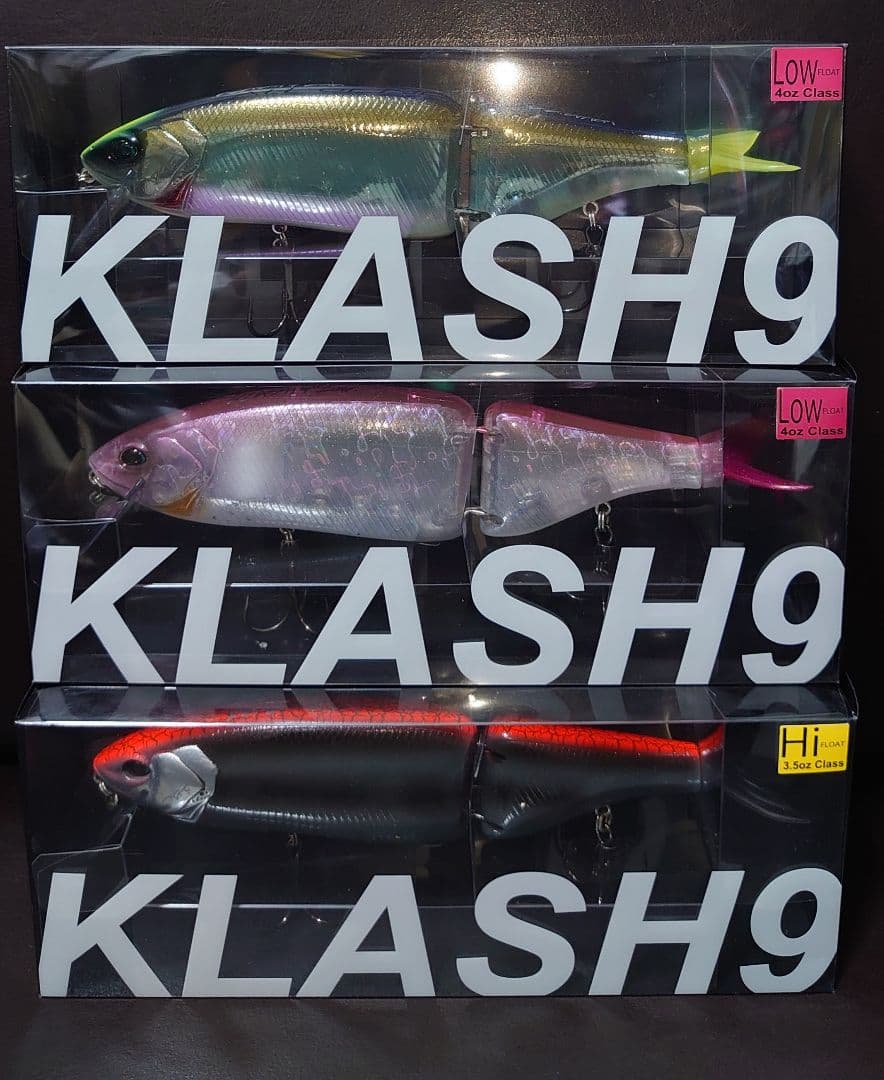 LOW FLOAT
4oz Class
KLASH9
LOW FLOAT
4oz Class
KLASH9
Hi FLOAT
3.5oz Class
KLASH9